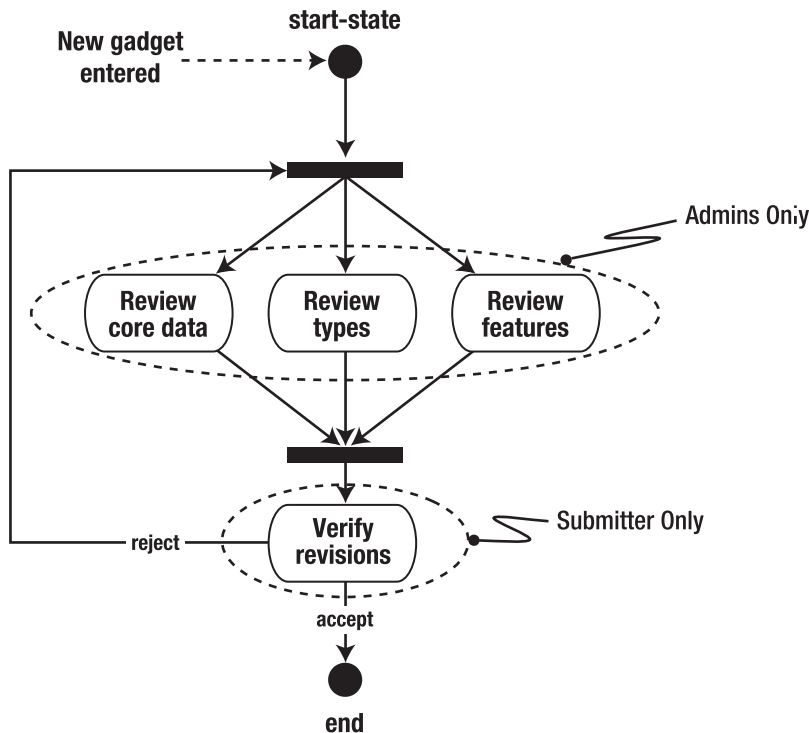 start-state
New gadget
entered
Admins Only
Review
core data
Review
types
Review
features
Verify
revisions
Submitter Only
reject
accept
end